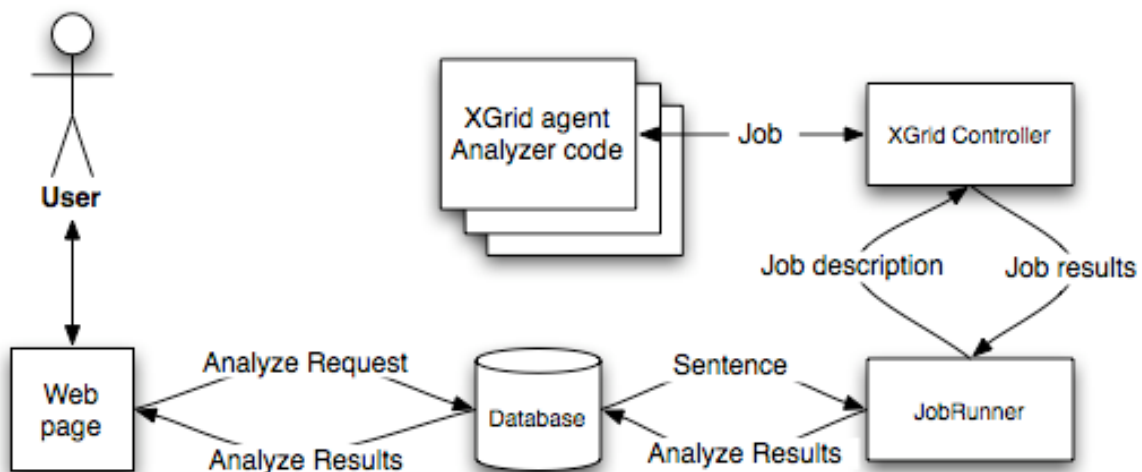 XGrid agent
Analyzer code
Job
XGrid Controller
User
Job description
Job results
Analyze Request
Sentence
Web
page
Database
JobRunner
Analyze Results
Analyze Results